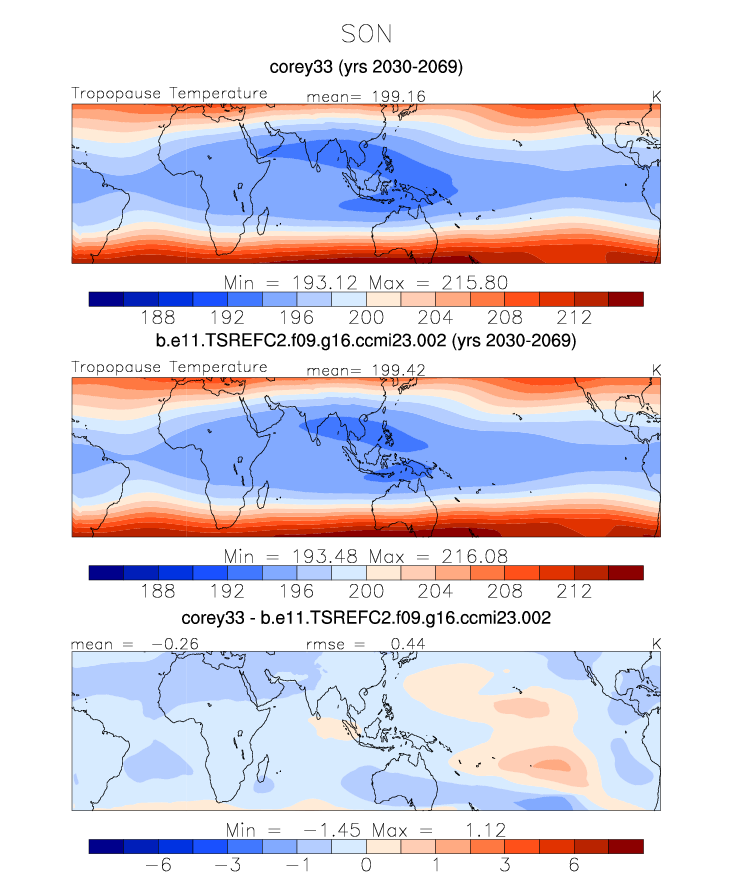 SON
corey33 (yrs 2030-2069)
Tropopause Temperature mean= 199.16 K
Min = 193.12 Max = 215.80
188 192 196 200 204 208 212
b.e11.TSREFC2.f09.g16.ccmi23.002 (yrs 2030-2069)
Tropopause Temperature mean= 199.42 K
Min = 193.48 Max = 216.08
188 192 196 200 204 208 212
corey33 - b.e11.TSREFC2.f09.g16.ccmi23.002
mean = -0.26 rmse = 0.44 K
Min = -1.45 Max = 1.12
-6 -3 -1 0 1 3 6